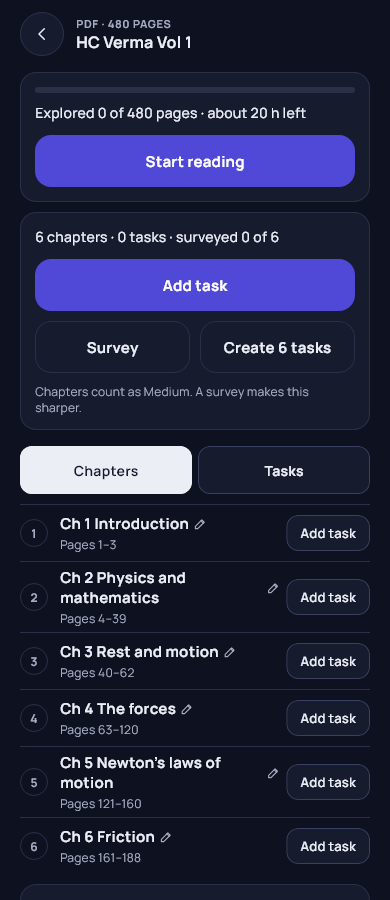 PDF · 480 PAGES
HC Verma Vol 1
Explored 0 of 480 pages · about 20 h left
Start reading
6 chapters · 0 tasks · surveyed 0 of 6
Add task
Survey
Create 6 tasks
Chapters count as Medium. A survey makes this
sharper.
Chapters
Tasks
1
Ch 1 Introduction
Pages 1–3
Add task
2
Ch 2 Physics and
mathematics
Pages 4–39
Add task
3
Ch 3 Rest and motion
Pages 40–62
Add task
4
Ch 4 The forces
Pages 63–120
Add task
5
Ch 5 Newton's laws of
motion
Pages 121–160
Add task
6
Ch 6 Friction
Pages 161–188
Add task